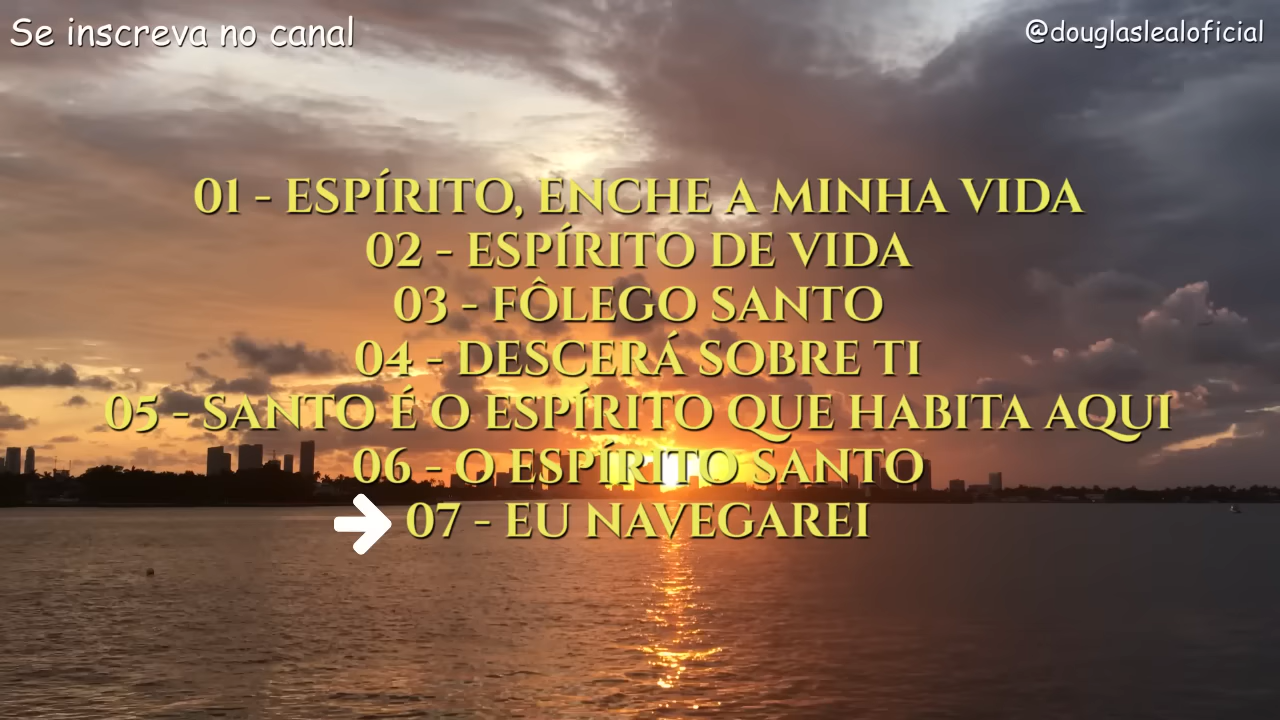 Se inscreva no canal
@douglaslealoficial
01 - ESPÍRITO, ENCHE A MINHA VIDA
02 - ESPÍRITO DE VIDA
03 - FÔLEGO SANTO
04 - DESCERÁ SOBRE TI
05 - SANTO É O ESPÍRITO QUE HABITA AQUI
06 - O ESPÍRITO SANTO
07 - EU NAVEGAREI